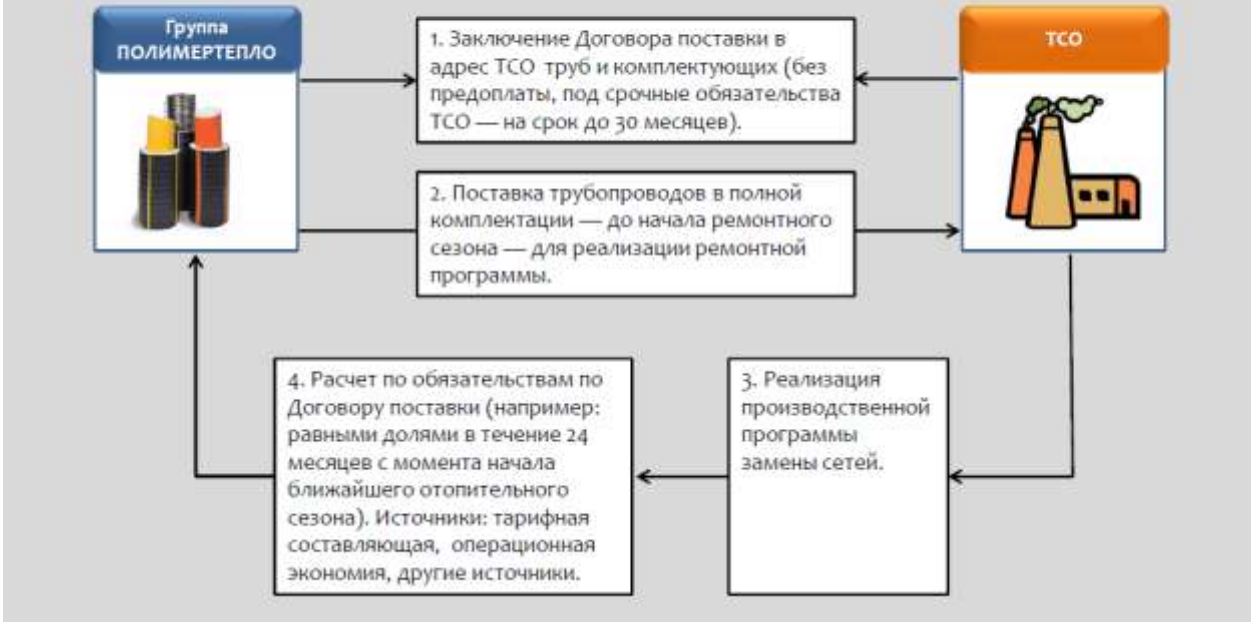 Группа
ПОЛИМЕРТЕПЛО
1. Заключение Договора поставки в
адрес ТСО труб и комплектующих (без
предоплаты, под срочные обязательства
ТСО — на срок до 30 месяцев).
ТСО
2. Поставка трубопроводов в полной
комплектации — до начала ремонтного
сезона — для реализации ремонтной
программы.
4. Расчет по обязательствам по
Договору поставки (например:
равными долями в течение 24
месяцев с момента начала
ближайшего отопительного
сезона). Источники: тарифная
составляющая, операционная
экономия, другие источники.
3. Реализация
производственной
программы
замены сетей.